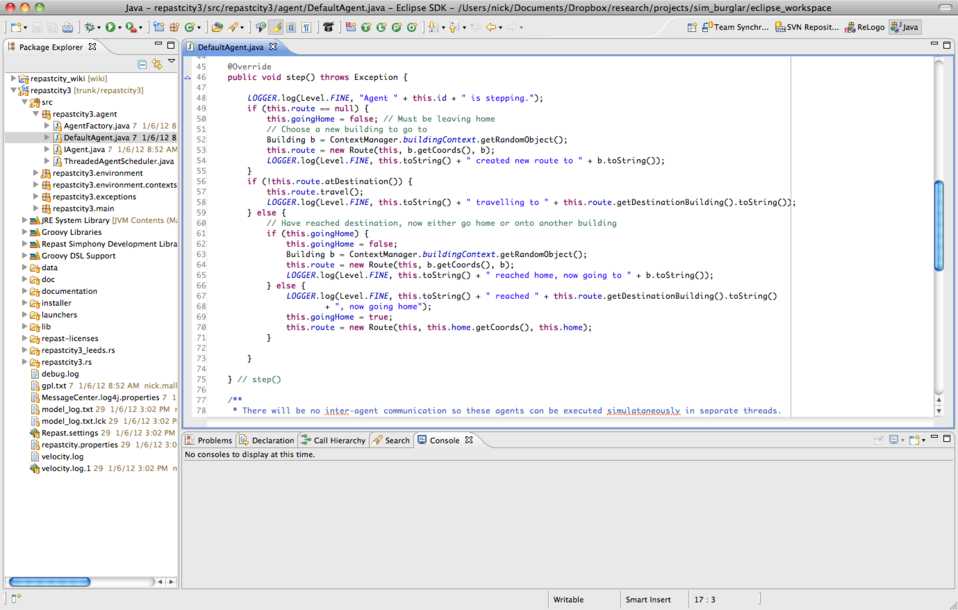 Java - repastcity3/src/repastcity3/agent/DefaultAgent.java - Eclipse SDK - /Users/nick/Documents/Dropbox/research/projects/sim_burglar/eclipse_workspace
Team Synchr...
SVN Reposit...
ReLogo
Java
Package Explorer
repastcity_wiki [wiki]
repastcity3 [trunk/repastcity3]
src
repastcity3.agent
AgentFactory.java 7 1/6/12 8
DefaultAgent.java 7 1/6/12 8
IAgent.java 7 1/6/12 8:52 AM
ThreadedAgentScheduler.java
repastcity3.environment
repastcity3.environment.contexts
repastcity3.exceptions
repastcity3.main
JRE System Library [JVM Contents (Ma
Groovy Libraries
Repast Simphony Development Libra
Groovy DSL Support
data
doc
documentation
installer
launchers
lib
repast-licenses
repastcity3_leeds.rs
repastcity3.rs
debug.log
gpl.txt 7 1/6/12 8:52 AM nick.mall
MessageCenter.log4j.properties 7 1
model_log.txt 29 1/6/12 3:02 PM
model_log.txt.lck 29 1/6/12 3:02 P
Repast.settings 29 1/6/12 3:02 PM
repastcity.properties 29 1/6/12 3:0
velocity.log
velocity.log.1 29 1/6/12 3:02 PM n
DefaultAgent.java
45 @Override
46 public void step() throws Exception {
47
48 LOGGER.log(Level.FINE, "Agent " + this.id + " is stepping.");
49 if (this.route == null) {
50 this.goingHome = false; // Must be leaving home
51 // Choose a new building to go to
52 Building b = ContextManager.buildingContext.getRandomObject();
53 this.route = new Route(this, b.getCoords(), b);
54 LOGGER.log(Level.FINE, this.toString() + " created new route to " + b.toString());
55 }
56 if (!this.route.atDestination()) {
57 this.route.travel();
58 LOGGER.log(Level.FINE, this.toString() + " travelling to " + this.route.getDestinationBuilding().toString());
59 } else {
60 // Have reached destination, now either go home or onto another building
61 if (this.goingHome) {
62 this.goingHome = false;
63 Building b = ContextManager.buildingContext.getRandomObject();
64 this.route = new Route(this, b.getCoords(), b);
65 LOGGER.log(Level.FINE, this.toString() + " reached home, now going to " + b.toString());
66 } else {
67 LOGGER.log(Level.FINE, this.toString() + " reached " + this.route.getDestinationBuilding().toString()
68 + ", now going home");
69 this.goingHome = true;
70 this.route = new Route(this, this.home.getCoords(), this.home);
71 }
72
73 }
74
75 } // step()
76
77 /**
78 * There will be no inter-agent communication so these agents can be executed simulataneously in separate threads.
Problems
Declaration
Call Hierarchy
Search
Console
No consoles to display at this time.
Writable
Smart Insert
17 : 3